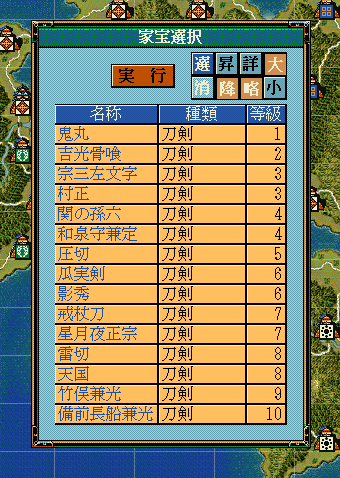 家宝選択
実行
選 昇 詳 大
消 降 略 小
名称 種類 等級
鬼丸 刀剣 1
吉光骨喰 刀剣 2
宗三左文字 刀剣 3
村正 刀剣 3
関の孫六 刀剣 4
和泉守兼定 刀剣 4
圧切 刀剣 5
瓜実剣 刀剣 6
影秀 刀剣 6
戒杖刀 刀剣 7
星月夜正宗 刀剣 7
雷切 刀剣 8
天国 刀剣 8
竹俣兼光 刀剣 9
備前長船兼光 刀剣 10